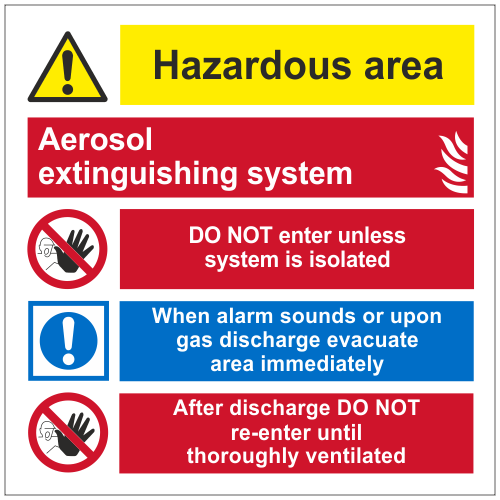 Hazardous area
Aerosol
extinguishing system
DO NOT enter unless
system is isolated
When alarm sounds or upon
gas discharge evacuate
area immediately
After discharge DO NOT
re-enter until
thoroughly ventilated